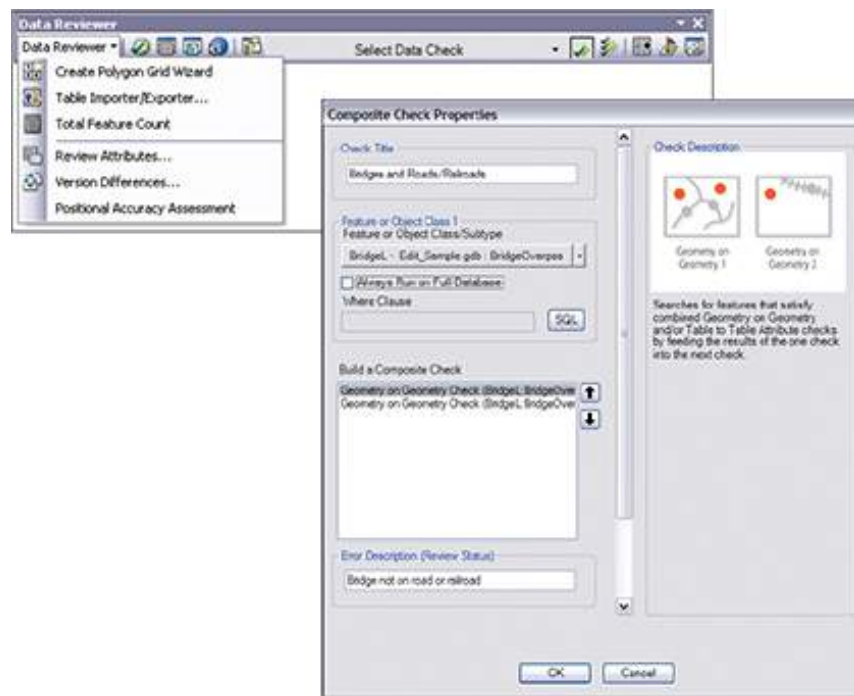 Data Reviewer
Data Reviewer
Select Data Check
Create Polygon Grid Wizard
Table Importer/Exporter...
Total Feature Count
Review Attributes...
Version Differences...
Positional Accuracy Assessment
Composite Check Properties
Check Title
Bridges and Roads/Railroads
Feature or Object Class 1
Feature or Object Class/Subtype
BridgeL - Edit_Sample.gdb : BridgeOverpas
Always Run on Full Database
Where Clause
SQL
Build a Composite Check
Geometry on Geometry Check (BridgeL:BridgeOver
Geometry on Geometry Check (BridgeL:BridgeOver
Error Description (Review Status)
Bridge not on road or railroad
Check Description
Geometry on Geometry 1
Geometry on Geometry 2
Searches for features that satisfy
combined Geometry on Geometry
and/or Table to Table Attribute checks
by feeding the results of the one check
into the next check.
OK
Cancel